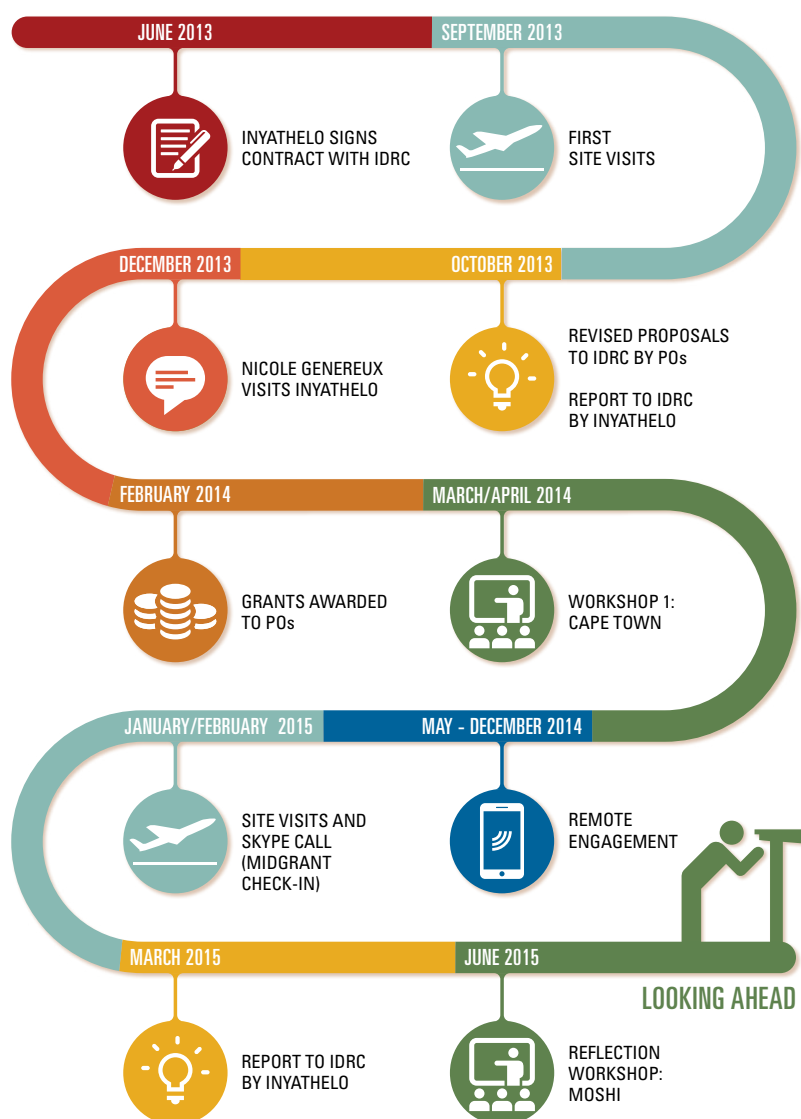 JUNE 2013
INYATHELO SIGNS
CONTRACT WITH IDRC
SEPTEMBER 2013
FIRST
SITE VISITS
OCTOBER 2013
REVISED PROPOSALS
TO IDRC BY POs
REPORT TO IDRC
BY INYATHELO
DECEMBER 2013
NICOLE GENEREUX
VISITS INYATHELO
FEBRUARY 2014
GRANTS AWARDED
TO POs
MARCH/APRIL 2014
WORKSHOP 1:
CAPE TOWN
MAY - DECEMBER 2014
REMOTE
ENGAGEMENT
JANUARY/FEBRUARY 2015
SITE VISITS AND
SKYPE CALL
(MIDGRANT
CHECK-IN)
MARCH 2015
REPORT TO IDRC
BY INYATHELO
JUNE 2015
REFLECTION
WORKSHOP:
MOSHI
LOOKING AHEAD